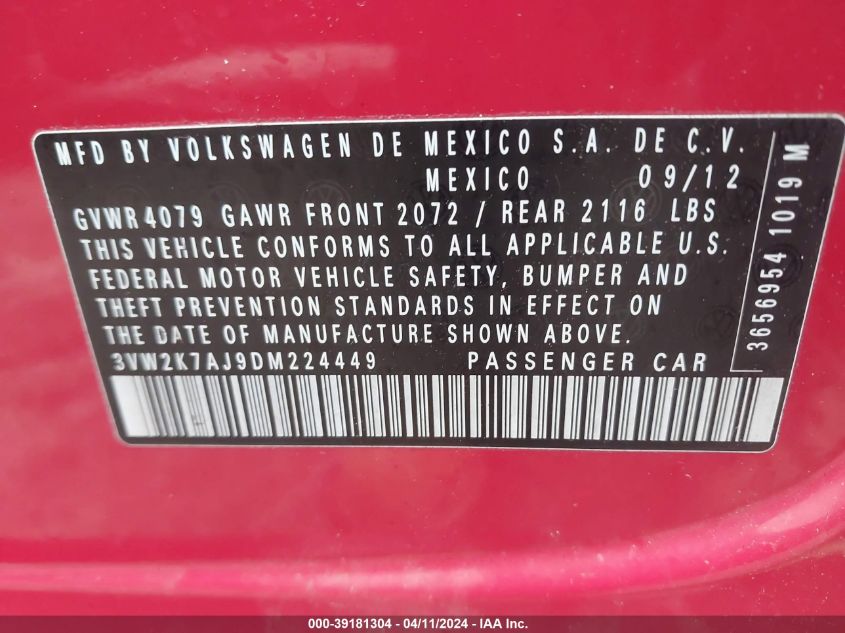 MFD BY VOLKSWAGEN DE MEXICO S.A. DE C.V.
MEXICO 09/12
GVWR 4079 GAWR FRONT 2072 / REAR 2116 LBS
THIS VEHICLE CONFORMS TO ALL APPLICABLE U.S.
FEDERAL MOTOR VEHICLE SAFETY, BUMPER AND
THEFT PREVENTION STANDARDS IN EFFECT ON
THE DATE OF MANUFACTURE SHOWN ABOVE.
3VW2K7AJ9DM224449 PASSENGER CAR
3656954 1019 M
000-39181304 - 04/11/2024 - IAA Inc.